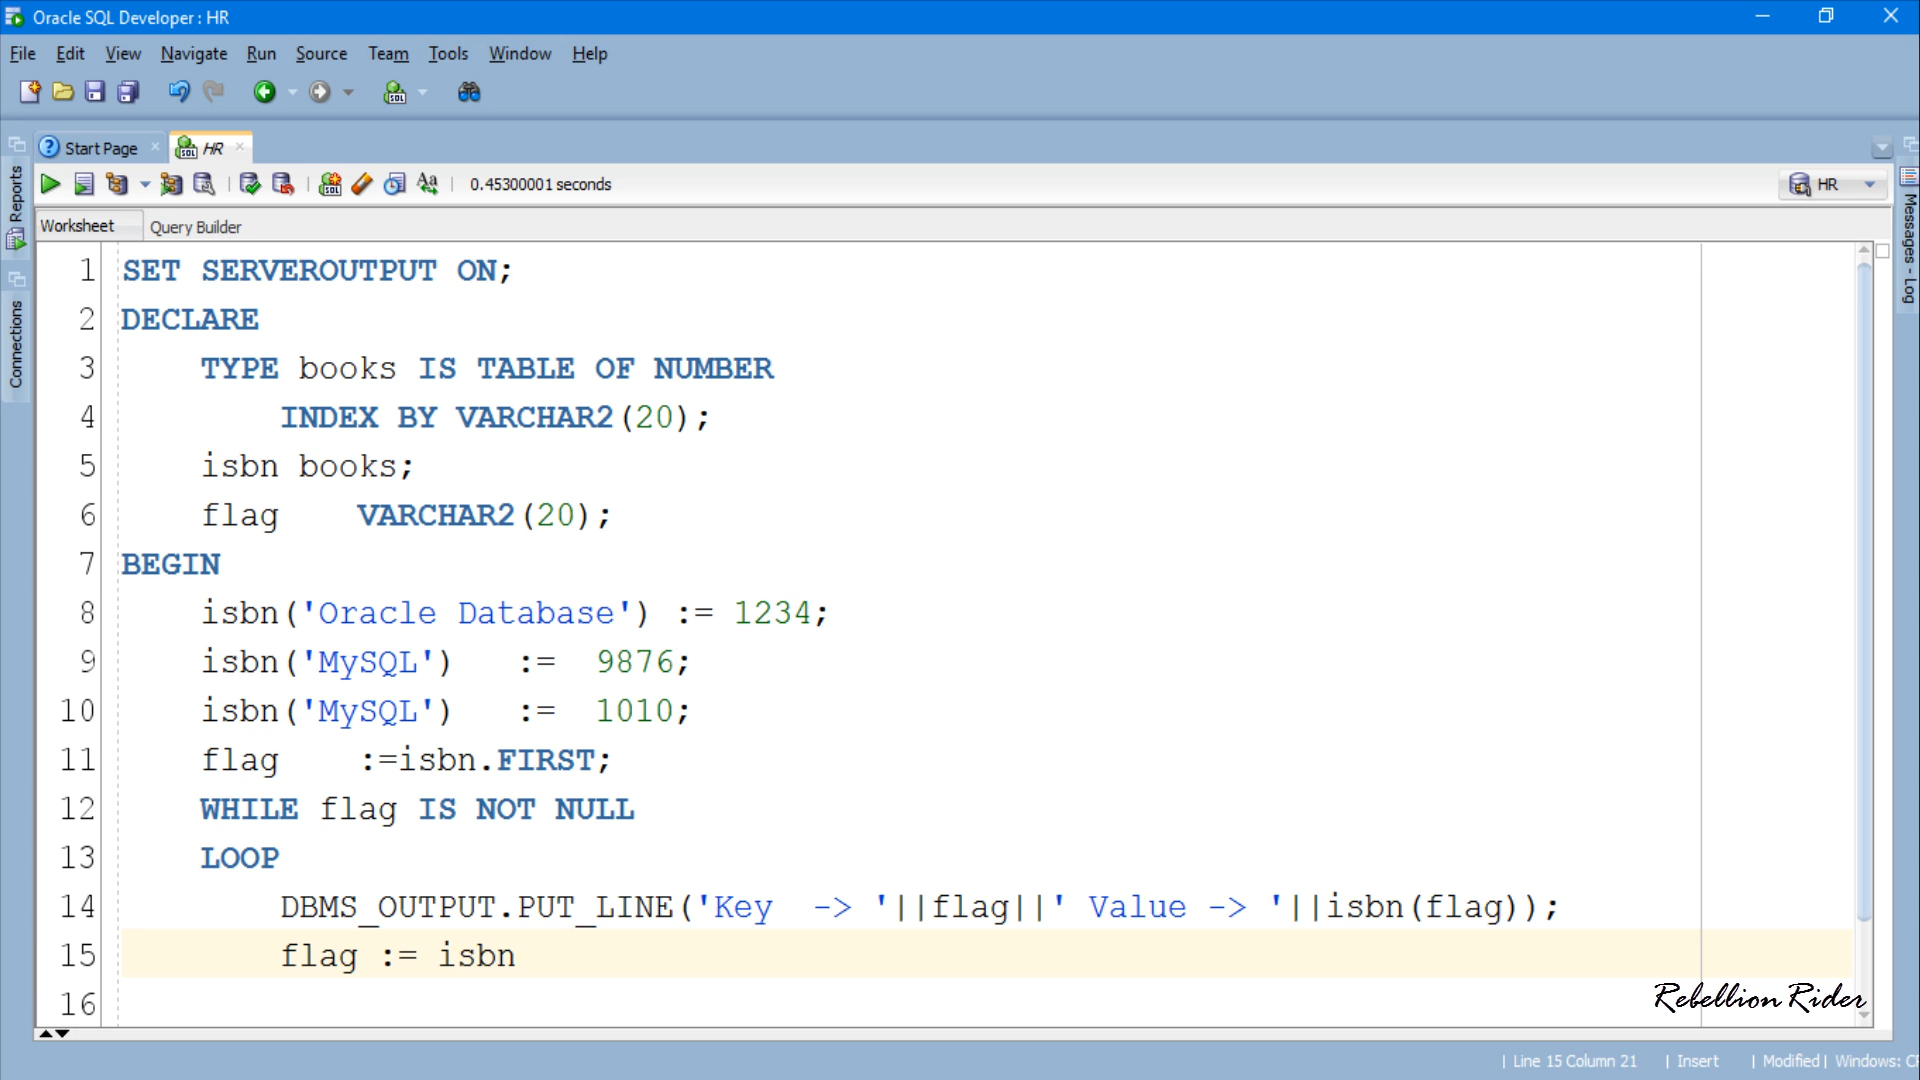 Oracle SQL Developer : HR
File Edit View Navigate Run Source Team Tools Window Help
SQL
Start Page HR
0.45300001 seconds HR
Reports
Connections
Messages - Log
Worksheet Query Builder
1 SET SERVEROUTPUT ON;
2 DECLARE
3 TYPE books IS TABLE OF NUMBER
4 INDEX BY VARCHAR2(20);
5 isbn books;
6 flag VARCHAR2(20);
7 BEGIN
8 isbn('Oracle Database') := 1234;
9 isbn('MySQL') := 9876;
10 isbn('MySQL') := 1010;
11 flag :=isbn.FIRST;
12 WHILE flag IS NOT NULL
13 LOOP
14 DBMS_OUTPUT.PUT_LINE('Key -> '||flag||' Value -> '||isbn(flag));
15 flag := isbn
16
Rebellion Rider
| Line 15 Column 21 | Insert | Modified | Windows: C